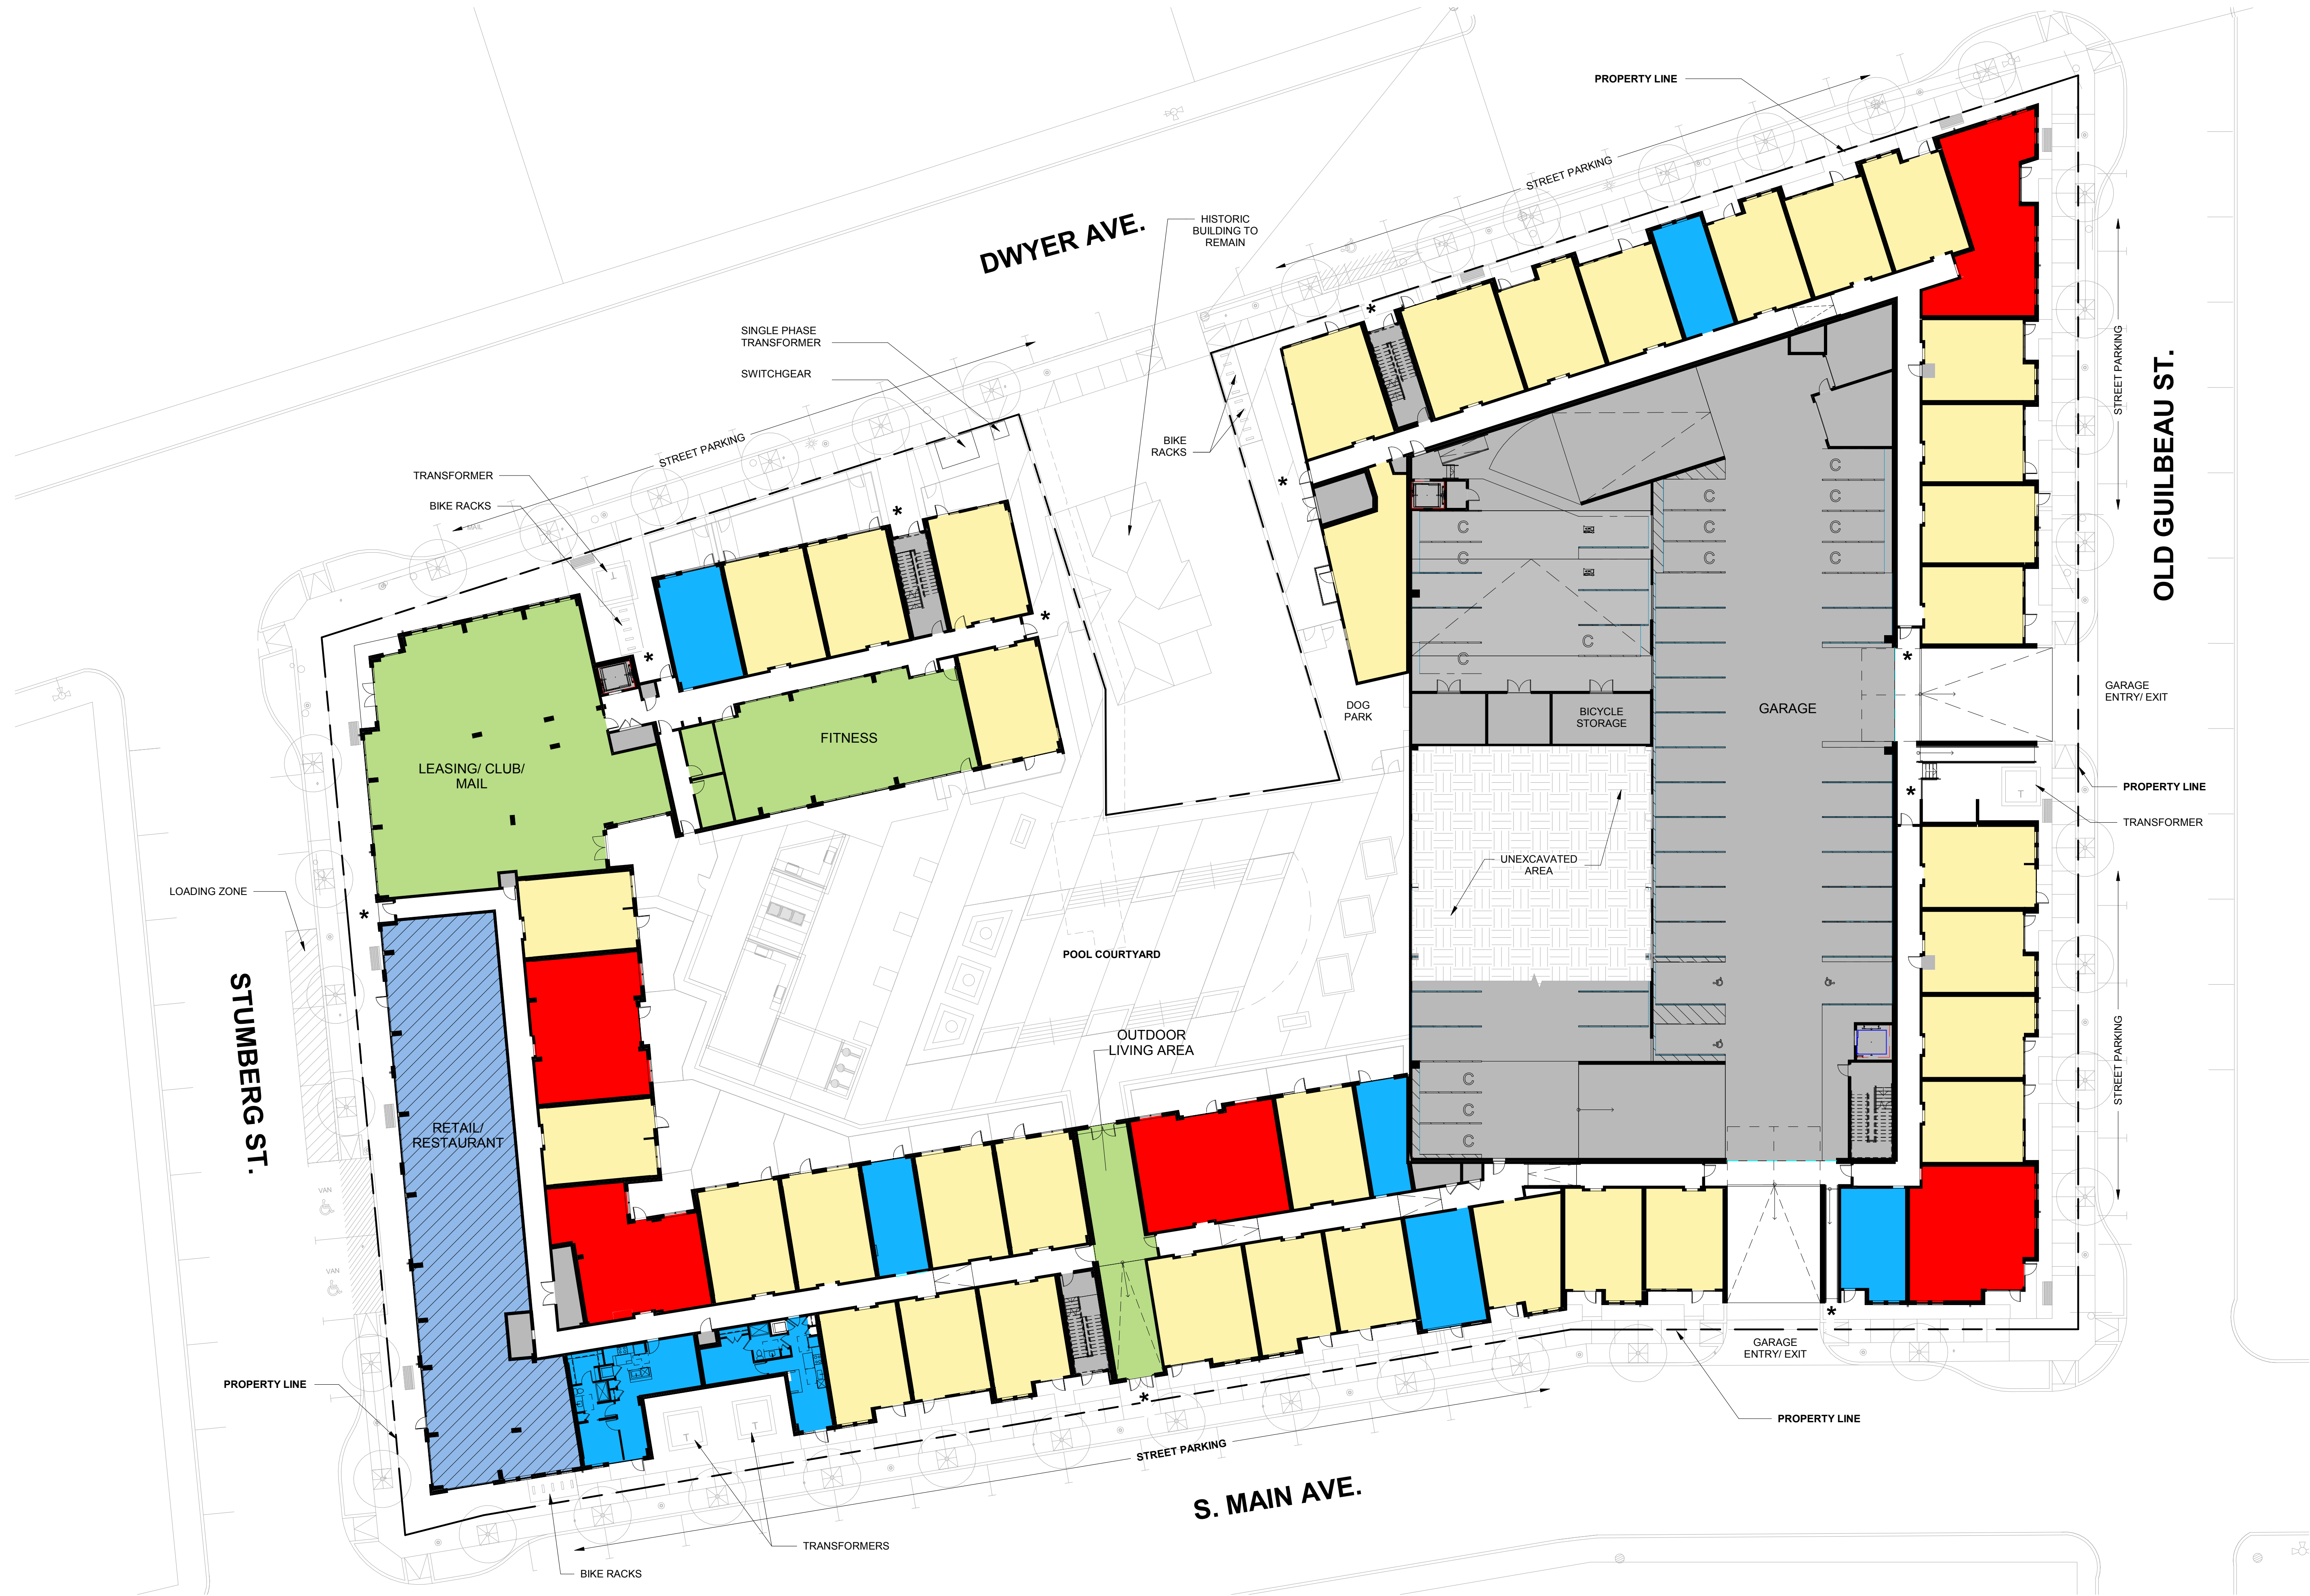 PROPERTY LINE
STREET PARKING
HISTORIC
BUILDING TO
REMAIN
DWYER AVE.
SINGLE PHASE
TRANSFORMER
SWITCHGEAR
STREET PARKING
OLD GUILBEAU ST.
STREET PARKING
BIKE
RACKS
TRANSFORMER
BIKE RACKS
MAIL
T
C
C
C
C
C
C
C
C
C
C
C
C
GARAGE
ENTRY/ EXIT
DOG
PARK
BICYCLE
STORAGE
GARAGE
FITNESS
LEASING/ CLUB/
MAIL
PROPERTY LINE
T
TRANSFORMER
UNEXCAVATED
AREA
LOADING ZONE
POOL COURTYARD
STUMBERG ST.
OUTDOOR
LIVING AREA
STREET PARKING
C
C
C
RETAIL/
RESTAURANT
VAN
VAN
GARAGE
ENTRY/ EXIT
PROPERTY LINE
PROPERTY LINE
T
T
STREET PARKING
S. MAIN AVE.
TRANSFORMERS
BIKE RACKS